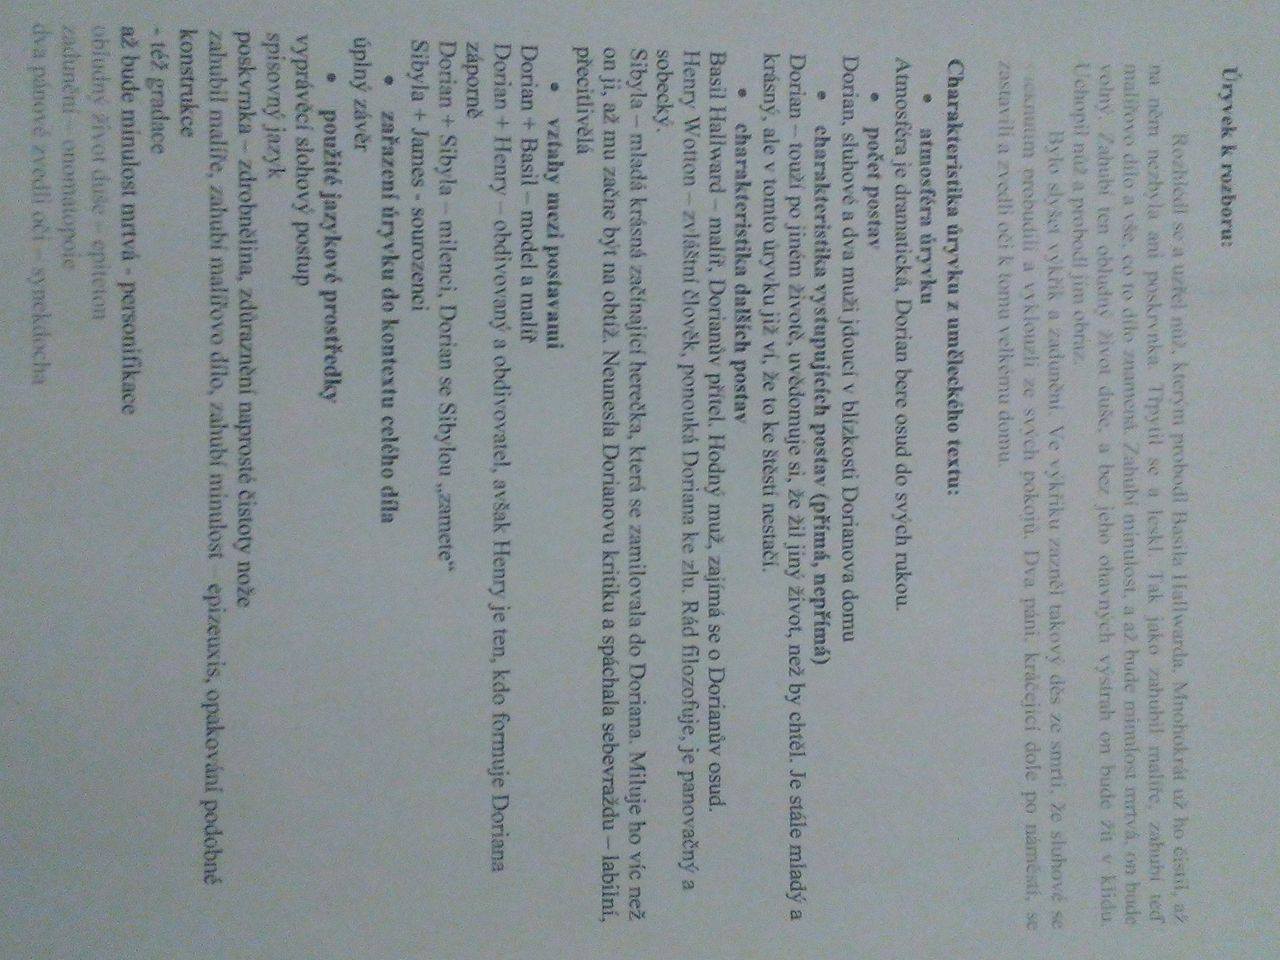 Úryvek k rozboru:
Rozhlédl se a uzřel nůž, kterým probodl Basila Hallwarda. Mnohokrát už ho čistil, až
na něm nezbyla ani poskvrnka. Třpytil se a leskl. Tak jako zahubil malíře, zahubí teď
malířovo dílo a vše, co to dílo znamená. Zahubí minulost, a až bude minulost mrtvá, on bude
volný. Zahubí ten obludný život duše, a bez jeho ohavných výstrah on bude žít v klidu.
Uchopil nůž a probodl jím obraz.
Bylo slyšet výkřik a zadunění. Ve výkřiku zazněl takový děs ze smrti, že sluhové se
probudili a vyklouzli ze svých pokojů. Dva páni, kráčející dole po náměstí, se
zastavili a zvedli oči k tomu velkému domu.
Charakteristika úryvku z uměleckého textu:
• atmosféra úryvku
Atmosféra je dramatická, Dorian bere osud do svých rukou.
• počet postav
Dorian, sluhové a dva muži jdoucí v blízkosti Dorianova domu
• charakteristika vystupujících postav (přímá, nepřímá)
Dorian – touží po jiném životě, uvědomuje si, že žil jiný život, než by chtěl. Je stále mladý a
krásný, ale v tomto úryvku již ví, že to ke štěstí nestačí.
• charaktoristika dalších postav
Basil Hallward – malíř, Dorianův přítel. Hodný muž, zajímá se o Dorianův osud.
Henry Wotton – zvláštní člověk, ponouká Doriana ke zlu. Rád filozofuje, je panovačný a
sobecký.
Sibyla – mladá krásná začínající herečka, která se zamilovala do Doriana. Miluje ho víc než
on ji, až mu začne být na obtíž. Neunesla Dorianovu kritiku a spáchala sebevraždu – labilní,
přecitlivělá
• vztahy mezi postavami
Dorian + Basil – model a malíř
Dorian + Henry – obdivovaný a obdivovatel, avšak Henry je ten, kdo formuje Doriana
záporně
Dorian + Sibyla – milenci, Dorian se Sibylou „zamete“
Sibyla + James - sourozenci
• zařazení úryvku do kontextu celého díla
úplný závěr
• použité jazykové prostředky
vyprávěcí slohový postup
spisovný jazyk
poskvrnka – zdrobnělina, zdůraznění naprosté čistoty nože
zahubil malíře, zahubí malířovo dílo, zahubí minulost – epizeuxis, opakování podobné
konstrukce
- též gradace
až bude minulost mrtvá - personifikace
obludný život duše – epiteton
zadunění – onomatopoie
dva pánové zvedli oči – synekdocha